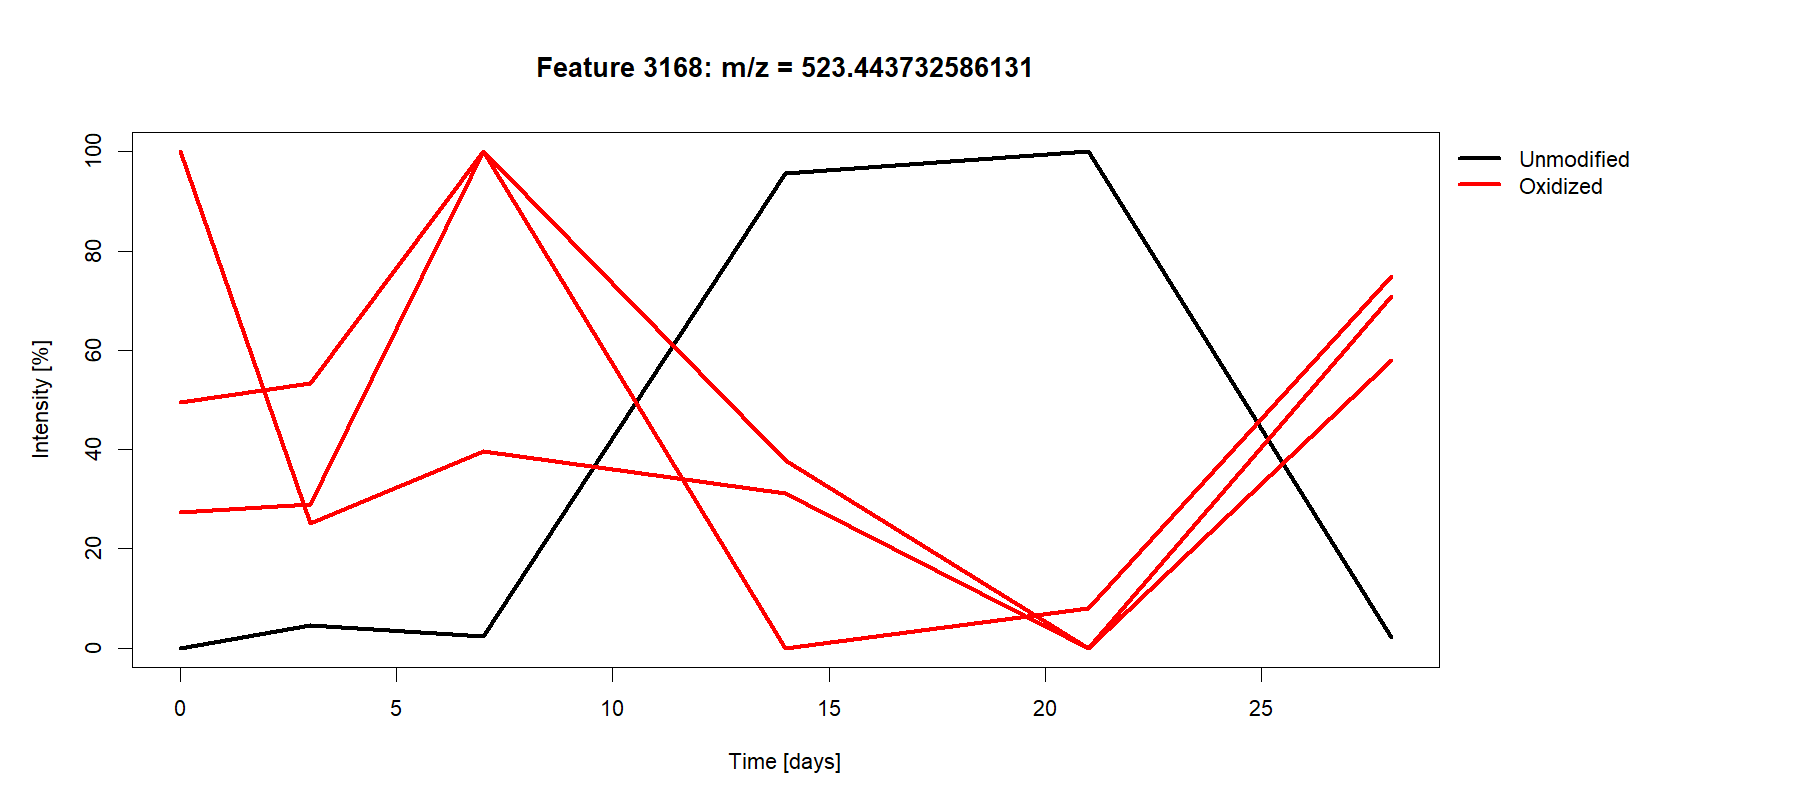 Feature 3168: m/z = 523.443732586131
Unmodified
Oxidized
Intensity [%]
100
80
60
40
20
0
0 5 10 15 20 25
Time [days]